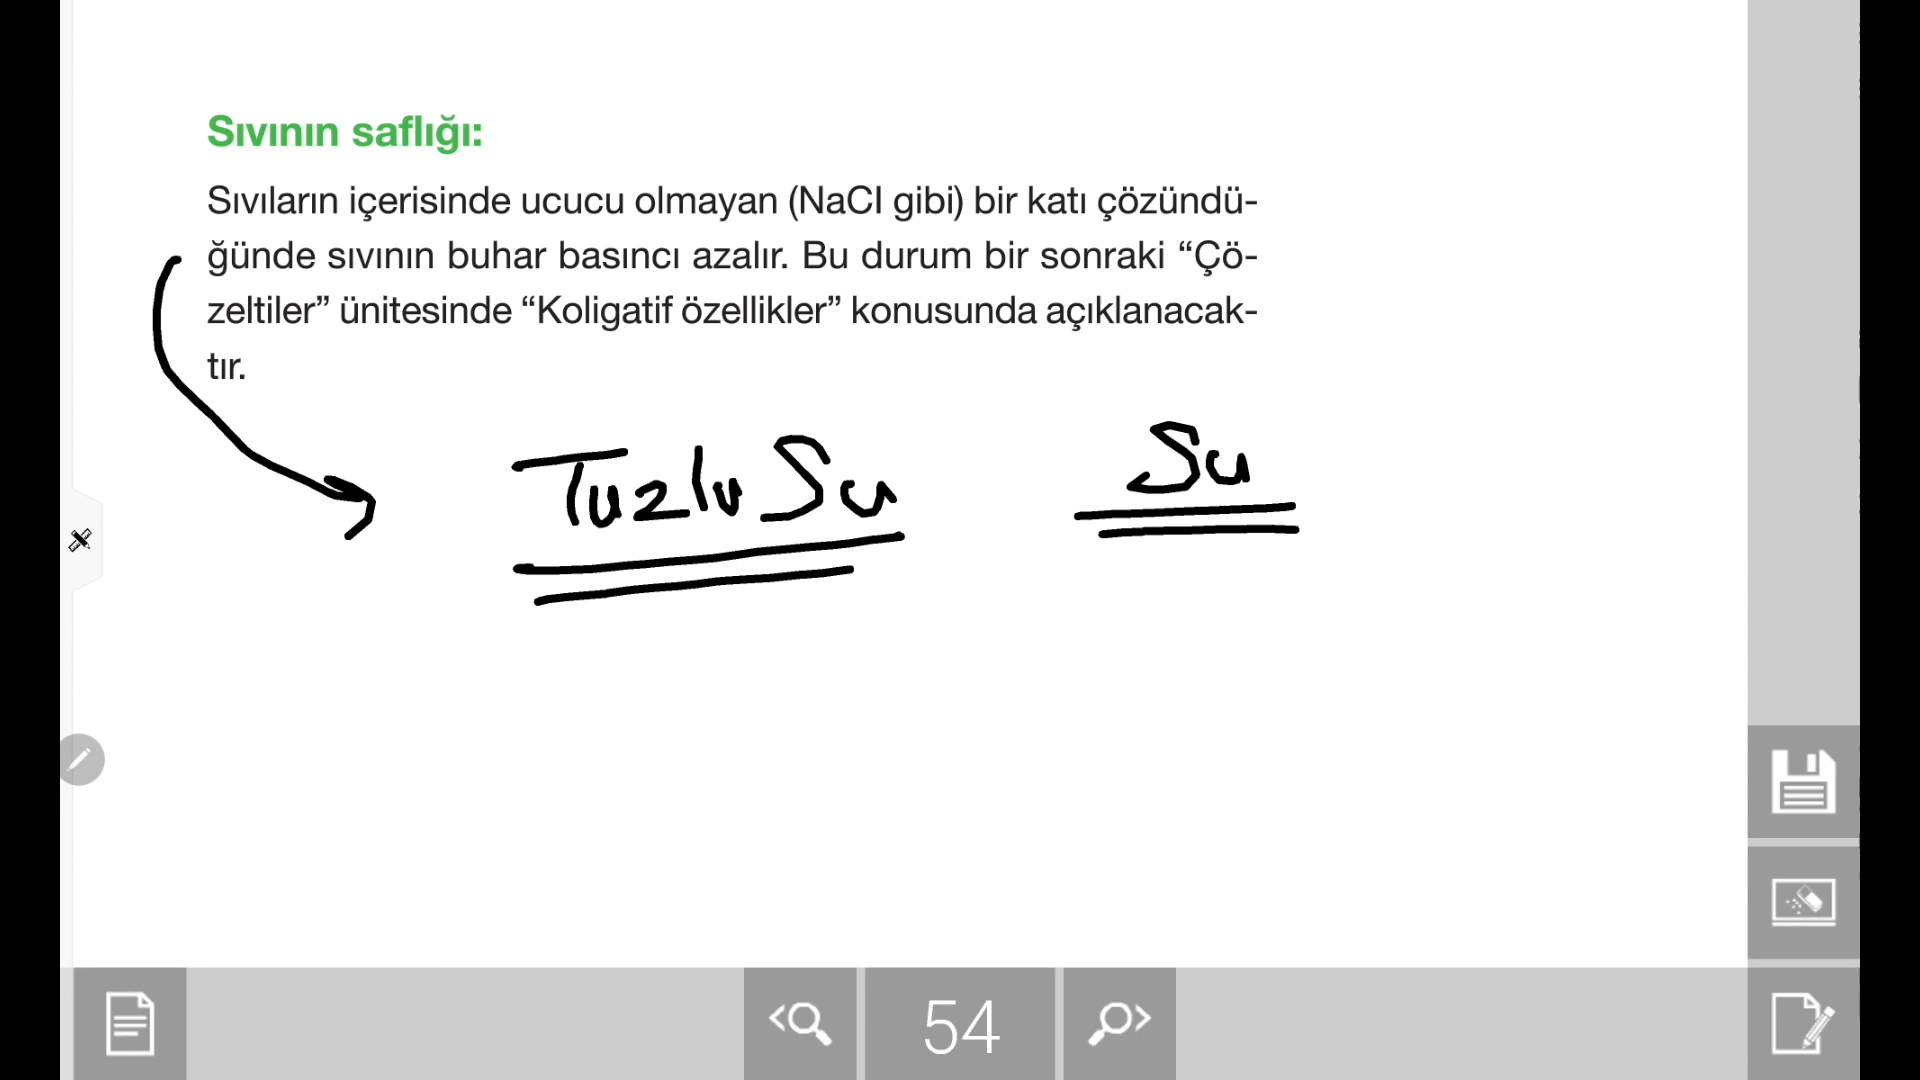 Sıvının saflığı:
Sıvıların içerisinde ucucu olmayan (NaCl gibi) bir katı çözündü-
ğünde sıvının buhar basıncı azalır. Bu durum bir sonraki “Çö-
zeltiler” ünitesinde “Koligatif özellikler” konusunda açıklanacak-
tır.
Tuzlu Su
Su
54